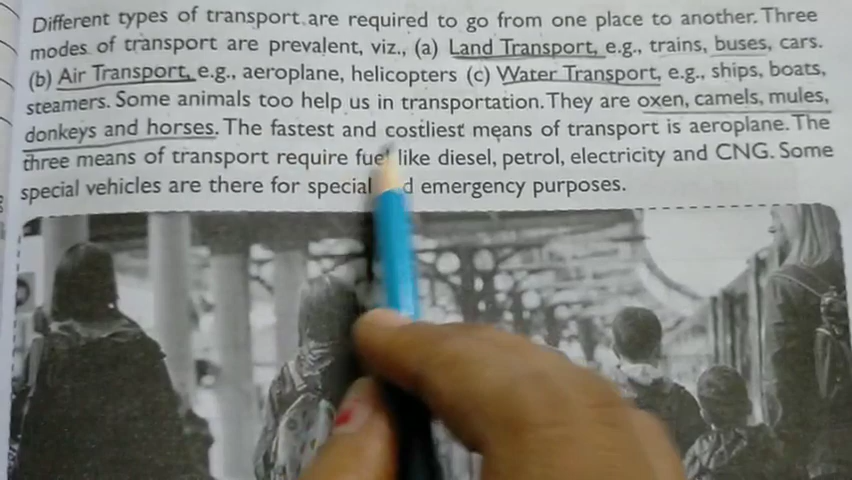 Different types of transport are required to go from one place to another. Three
modes of transport are prevalent, viz., (a) Land Transport, e.g., trains, buses, cars.
(b) Air Transport, e.g., aeroplane, helicopters (c) Water Transport, e.g., ships, boats,
steamers. Some animals too help us in transportation. They are oxen, camels, mules,
donkeys and horses. The fastest and costliest means of transport is aeroplane. The
three means of transport require fuel like diesel, petrol, electricity and CNG. Some
special vehicles are there for special emergency purposes.